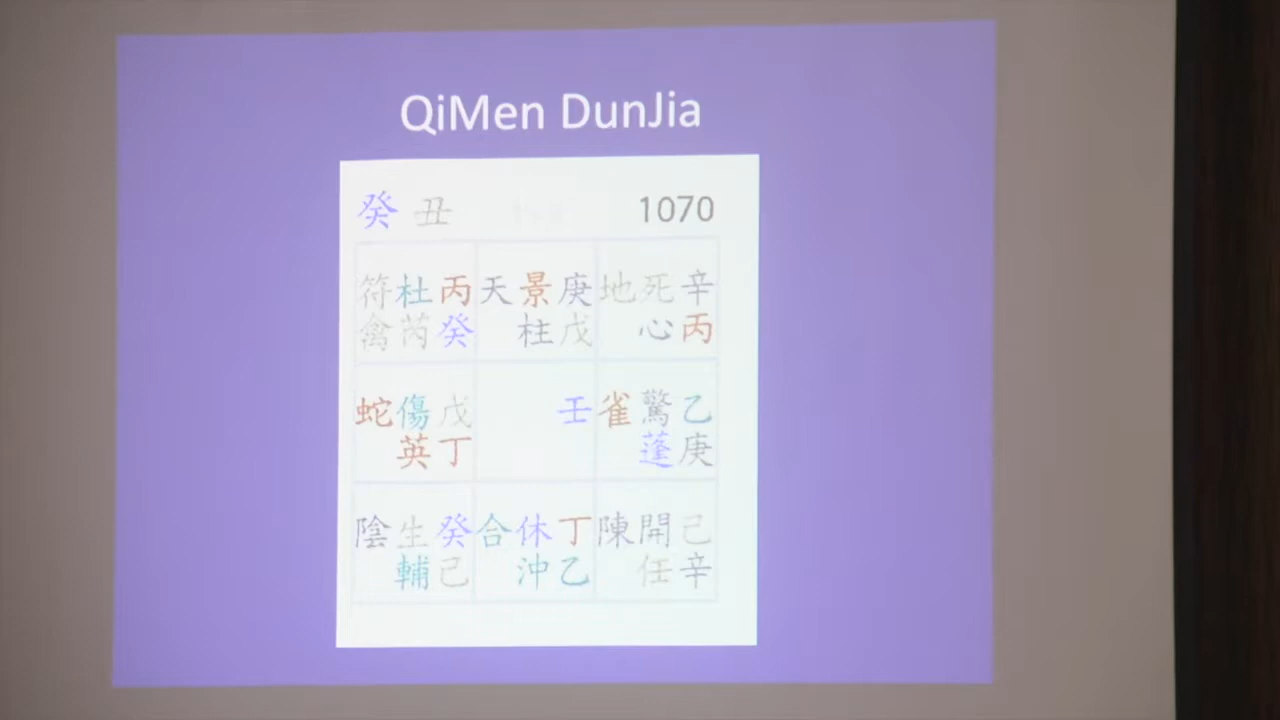 QiMen DunJia
癸丑 1070
符杜丙 天景庚 地死辛
禽芮癸 柱戊 心丙
蛇傷戊 壬 雀驚乙
英丁 蓬庚
陰生癸 合休丁 陳開己
輔己 沖乙 任辛